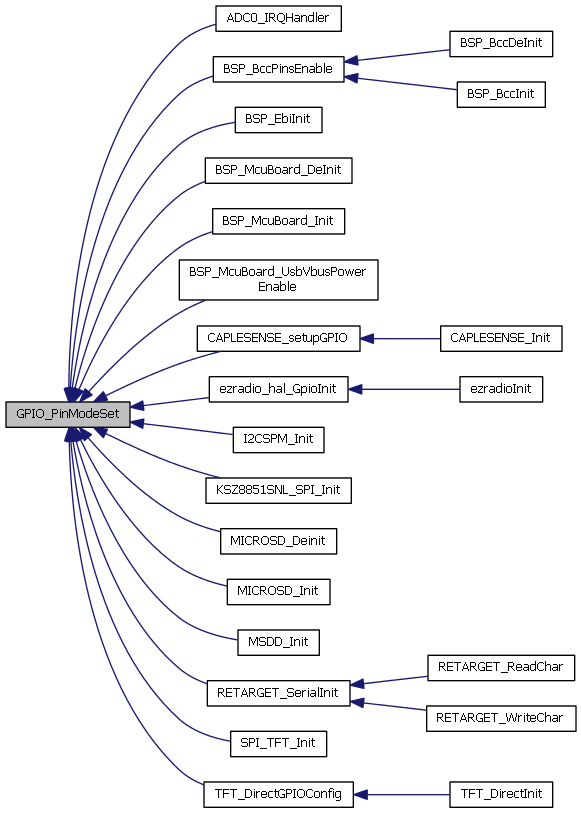 ADC0_IRQHandler
BSP_BccPinsEnable
BSP_BccDeInit
BSP_BccInit
BSP_EbiInit
BSP_McuBoard_DeInit
BSP_McuBoard_Init
BSP_McuBoard_UsbVbusPower
Enable
CAPLESENSE_setupGPIO
CAPLESENSE_Init
ezradio_hal_GpioInit
ezradioInit
GPIO_PinModeSet
I2CSPM_Init
KSZ8851SNL_SPI_Init
MICROSD_Deinit
MICROSD_Init
MSDD_Init
RETARGET_SerialInit
RETARGET_ReadChar
RETARGET_WriteChar
SPI_TFT_Init
TFT_DirectGPIOConfig
TFT_DirectInit